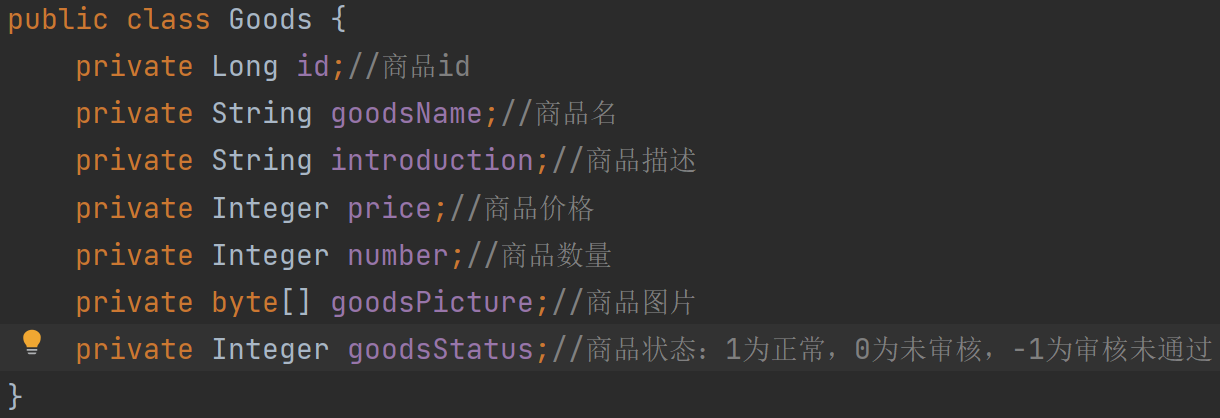 public class Goods {
private Long id;//商品id
private String goodsName;//商品名
private String introduction;//商品描述
private Integer price;//商品价格
private Integer number;//商品数量
private byte[] goodsPicture;//商品图片
private Integer goodsStatus;//商品状态：1为正常，0为未审核，-1为审核未通过
}